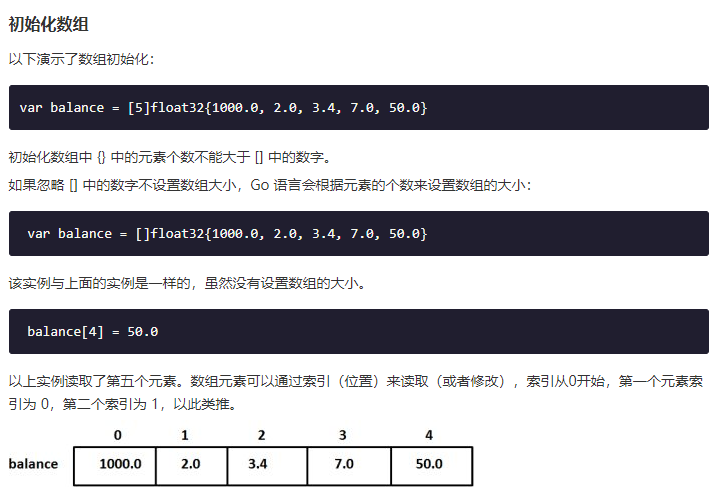 初始化数组
以下演示了数组初始化：
var balance = [5]float32{1000.0, 2.0, 3.4, 7.0, 50.0}
初始化数组中 {} 中的元素个数不能大于 [] 中的数字。
如果忽略 [] 中的数字不设置数组大小，Go 语言会根据元素的个数来设置数组的大小：
var balance = []float32{1000.0, 2.0, 3.4, 7.0, 50.0}
该实例与上面的实例是一样的，虽然没有设置数组的大小。
balance[4] = 50.0
以上实例读取了第五个元素。数组元素可以通过索引（位置）来读取（或者修改），索引从0开始，第一个元素索
引为 0，第二个索引为 1，以此类推。
0 1 2 3 4
balance 1000.0 2.0 3.4 7.0 50.0